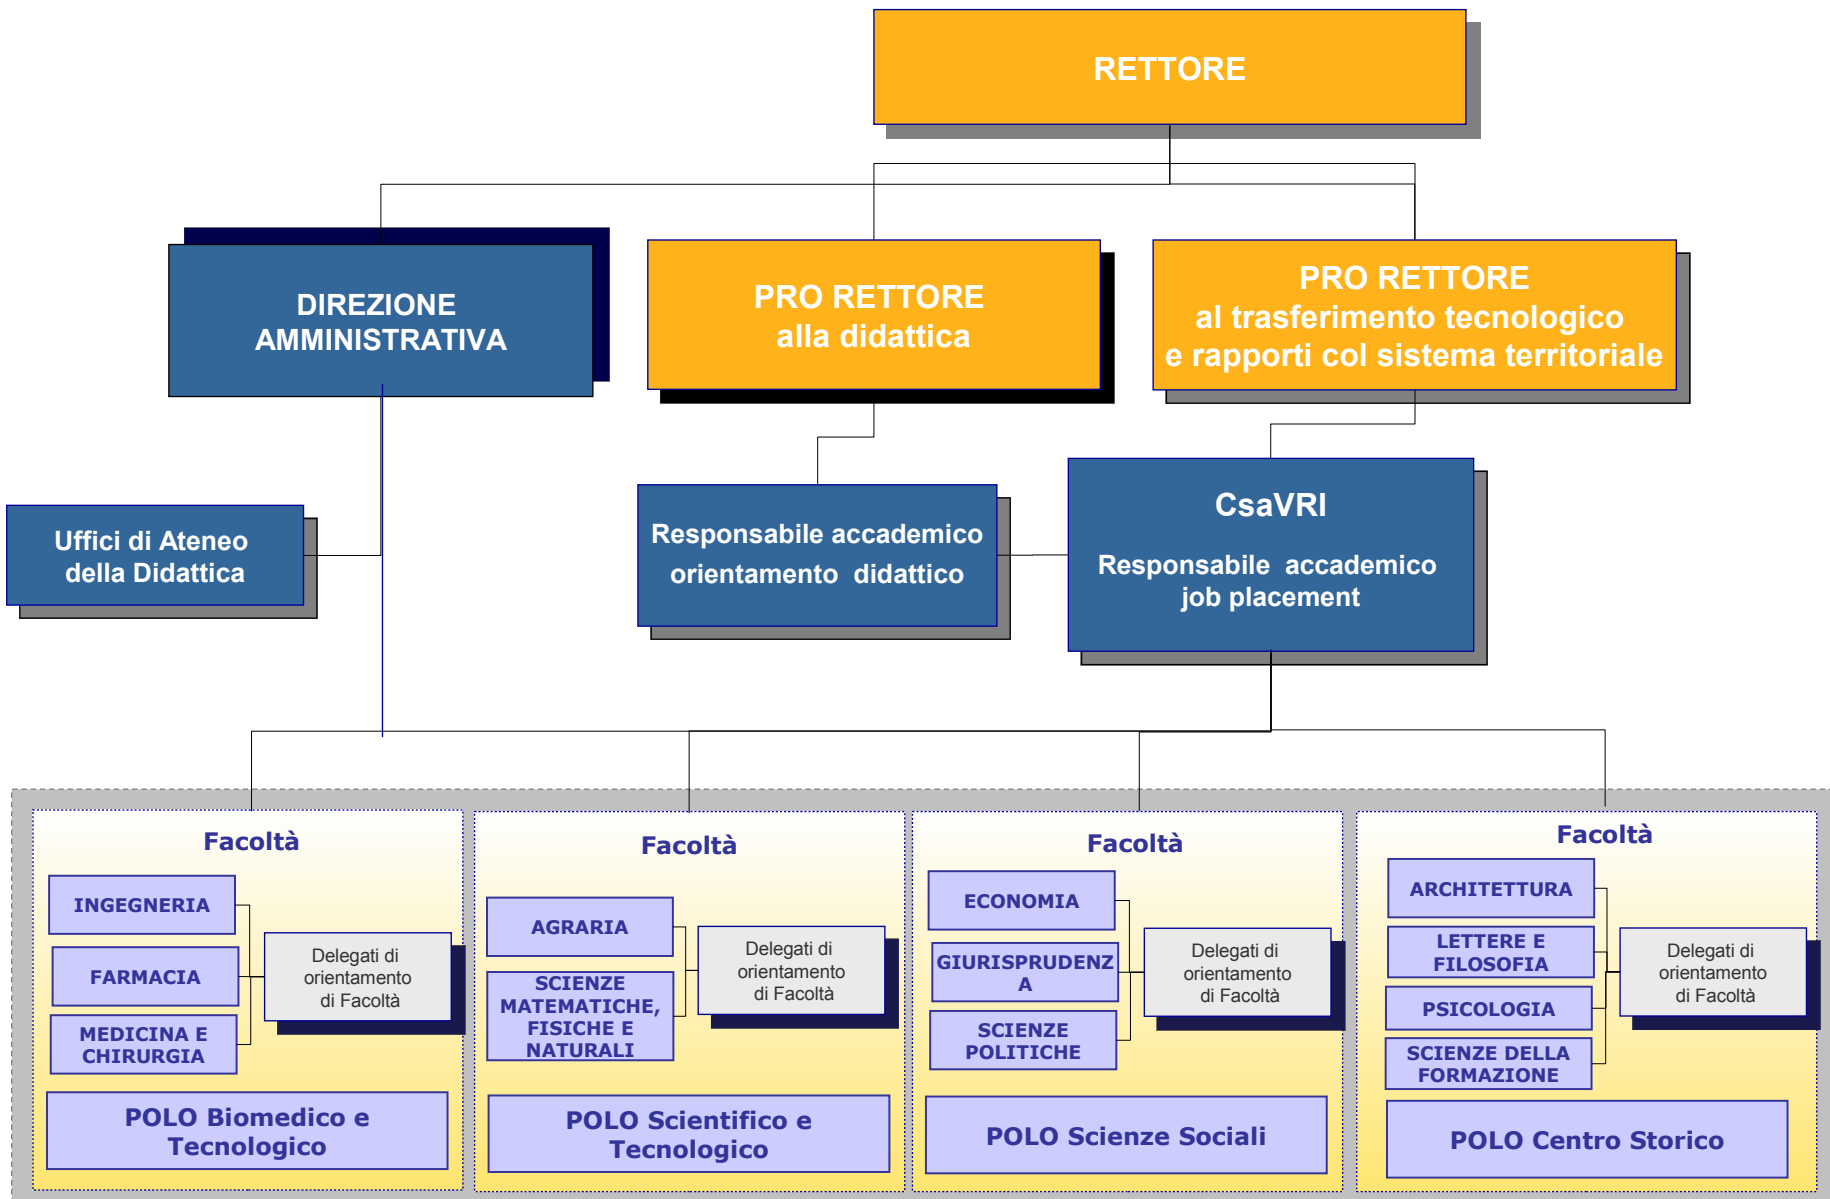 RETTORE
DIREZIONE
AMMINISTRATIVA
PRO RETTORE
alla didattica
PRO RETTORE
al trasferimento tecnologico
e rapporti col sistema territoriale
Uffici di Ateneo
della Didattica
Responsabile accademico
orientamento didattico
CsaVRI
Responsabile accademico
job placement
Facoltà
INGEGNERIA
FARMACIA
MEDICINA E
CHIRURGIA
Delegati di
orientamento
di Facoltà
POLO Biomedico e
Tecnologico
Facoltà
AGRARIA
SCIENZE
MATEMATICHE,
FISICHE E
NATURALI
Delegati di
orientamento
di Facoltà
POLO Scientifico e
Tecnologico
Facoltà
ECONOMIA
GIURISPRUDENZ
A
SCIENZE
POLITICHE
Delegati di
orientamento
di Facoltà
POLO Scienze Sociali
Facoltà
ARCHITETTURA
LETTERE E
FILOSOFIA
PSICOLOGIA
SCIENZE DELLA
FORMAZIONE
Delegati di
orientamento
di Facoltà
POLO Centro Storico